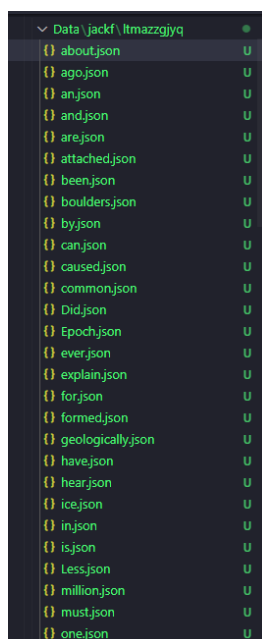 Data\jackf\ltmazzgjyq
{} about.json U
{} ago.json U
{} an.json U
{} and.json U
{} are.json U
{} attached.json U
{} been.json U
{} boulders.json U
{} by.json U
{} can.json U
{} caused.json U
{} common.json U
{} Did.json U
{} Epoch.json U
{} ever.json U
{} explain.json U
{} for.json U
{} formed.json U
{} geologically.json U
{} have.json U
{} hear.json U
{} ice.json U
{} in.json U
{} is.json U
{} Less.json U
{} million.json U
{} must.json U
{} one.json U